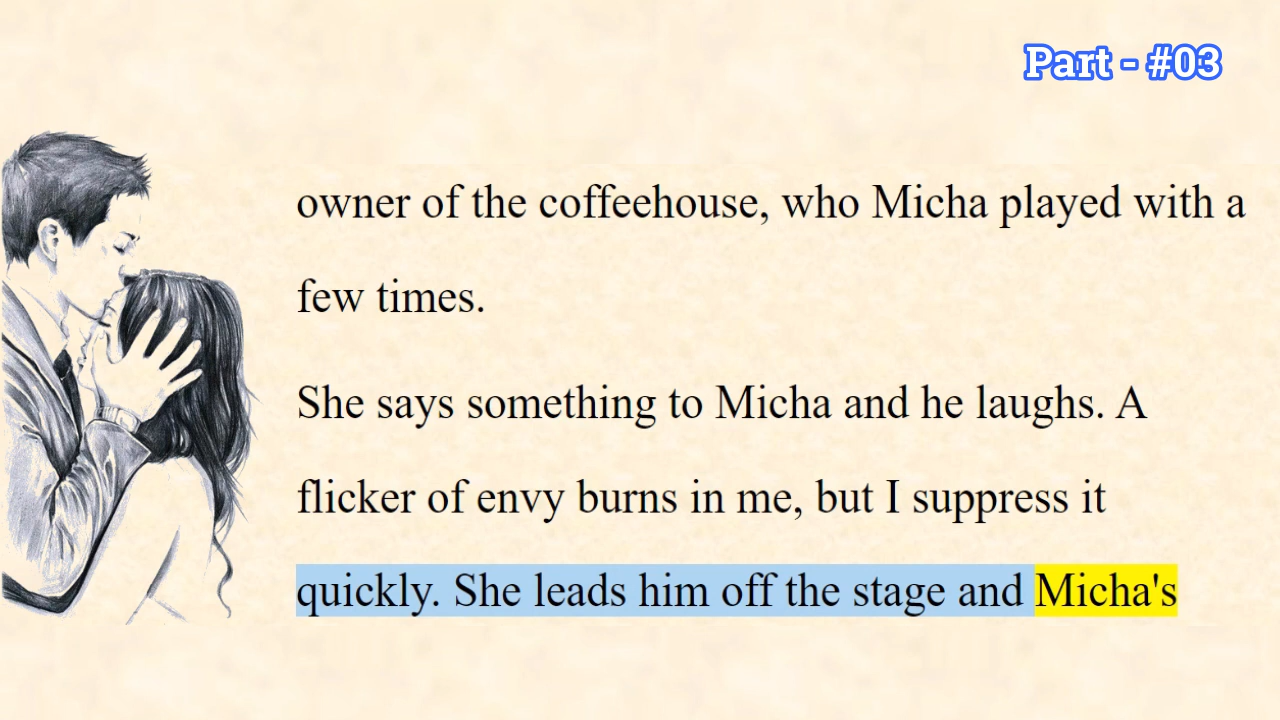 Part - #03
owner of the coffeehouse, who Micha played with a
few times.
She says something to Micha and he laughs. A
flicker of envy burns in me, but I suppress it
quickly. She leads him off the stage and Micha's